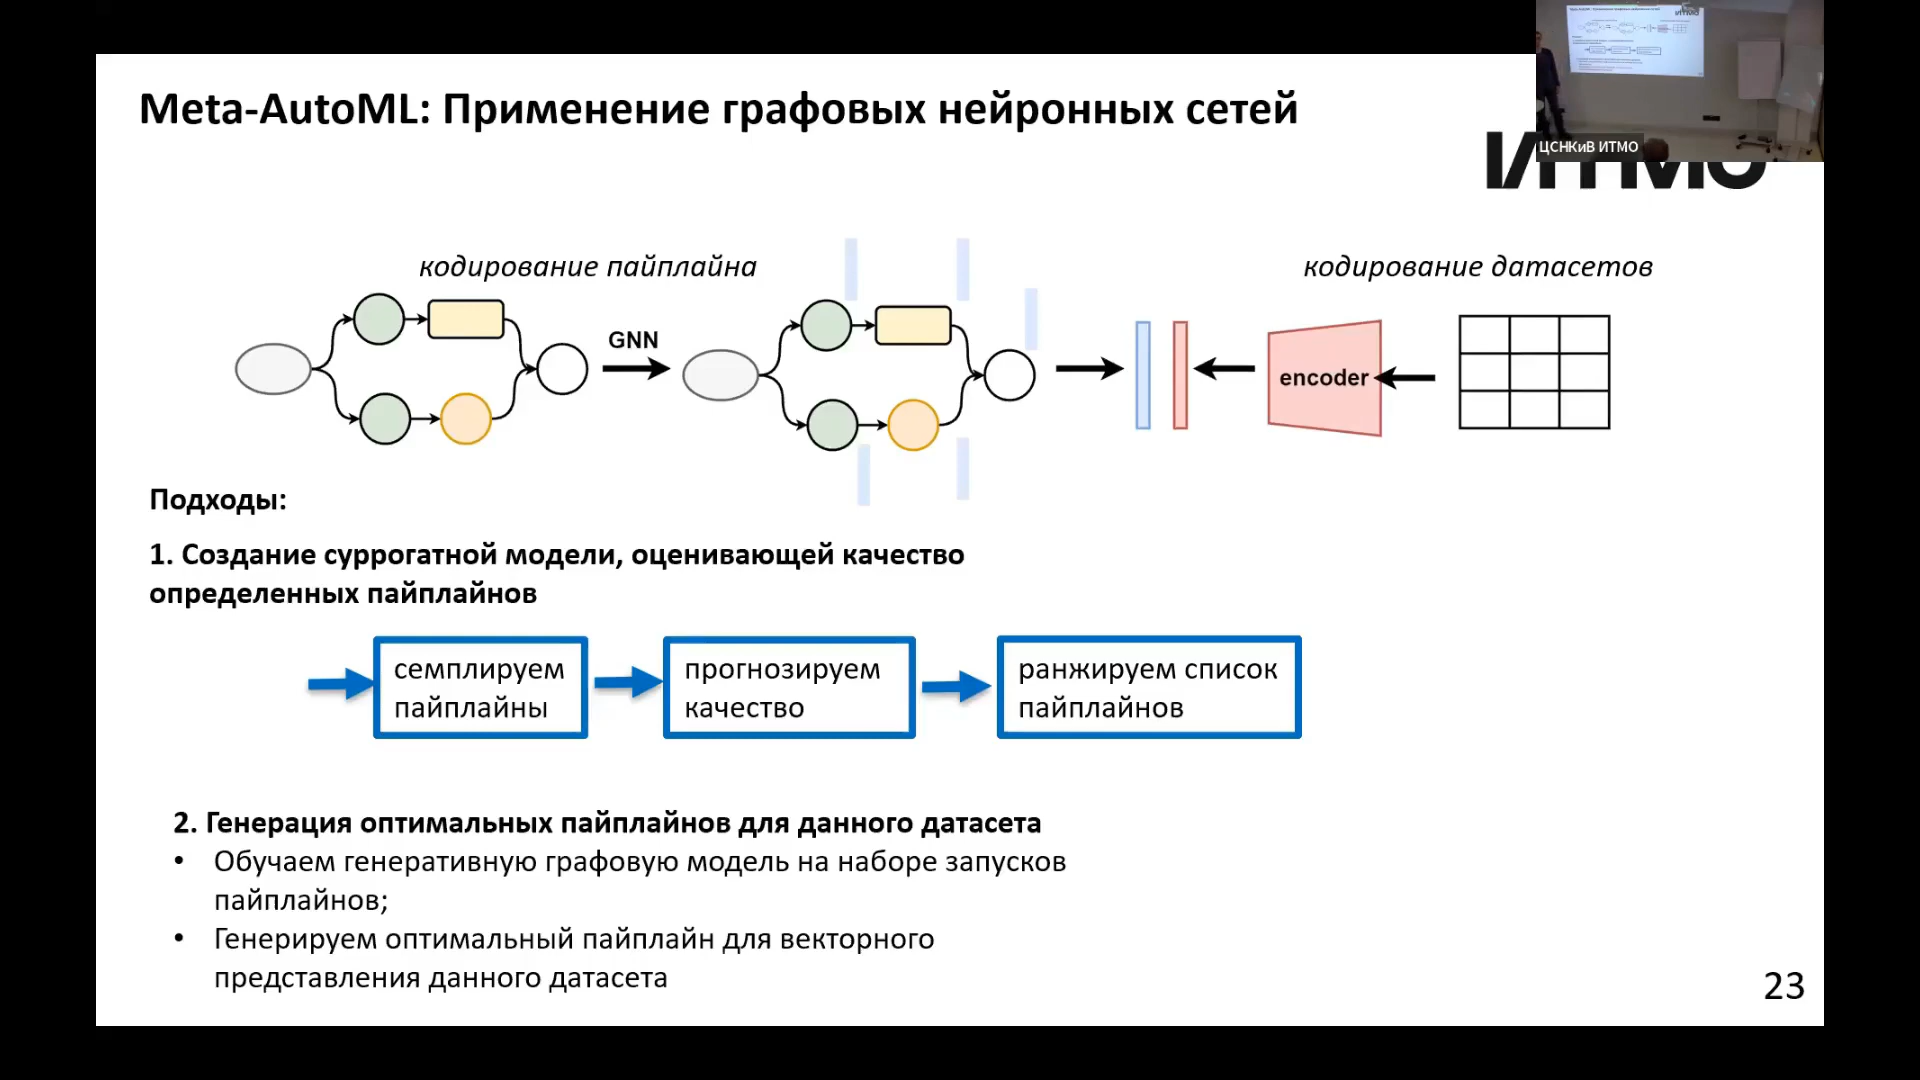 Meta-AutoML: Применение графовых нейронных сетей
ЦСНКиВ ИТМО
ИТМО
кодирование пайплайна
кодирование датасетов
GNN
encoder
Подходы:
1. Создание суррогатной модели, оценивающей качество
определенных пайплайнов
семплируем
пайплайны
прогнозируем
качество
ранжируем список
пайплайнов
2. Генерация оптимальных пайплайнов для данного датасета
• Обучаем генеративную графовую модель на наборе запусков
пайплайнов;
• Генерируем оптимальный пайплайн для векторного
представления данного датасета
23